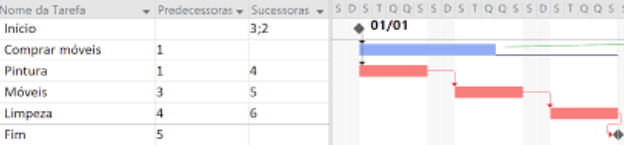 Nome da Tarefa Predecessoras Sucessoras S D S T Q Q S S D S T Q Q S S D S T Q Q S S
Início 3;2 01/01
Comprar móveis 1
Pintura 1 4
Móveis 3 5
Limpeza 4 6
Fim 5